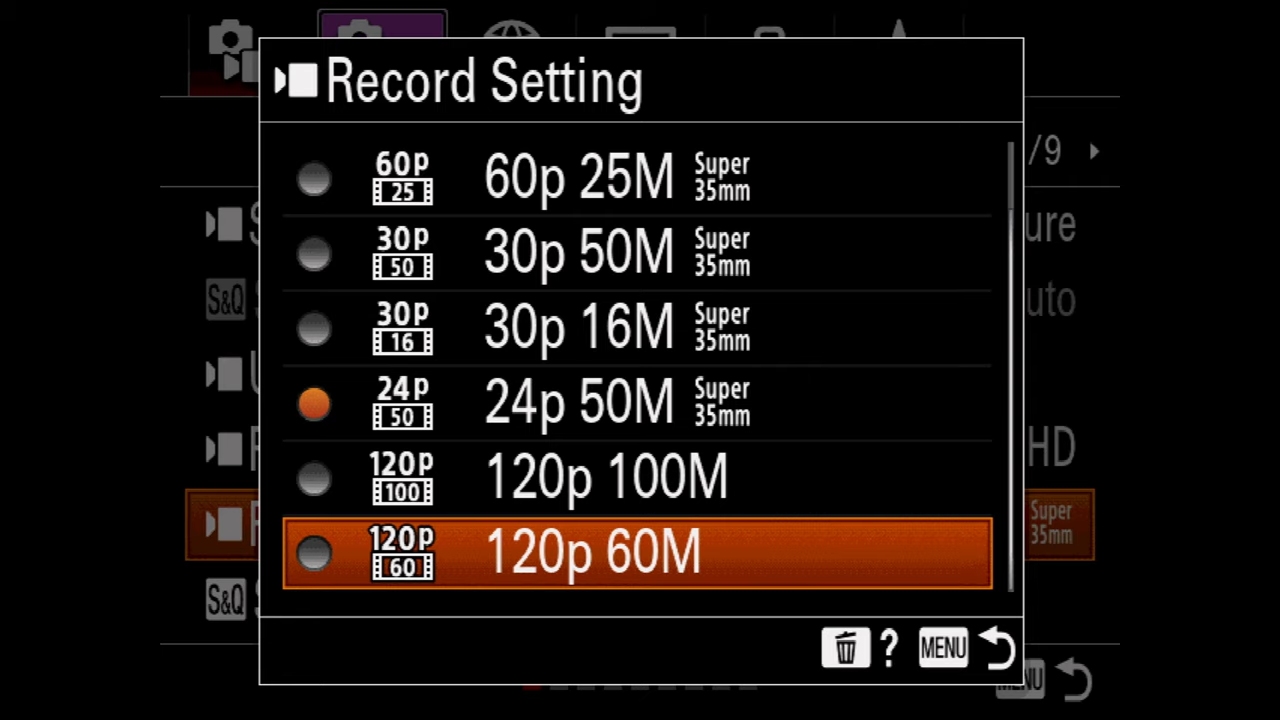 Record Setting
/9
60p 25 60p 25M Super 35mm
ure
30p 50 30p 50M Super 35mm
S&Q uto
30p 16 30p 16M Super 35mm
24p 50 24p 50M Super 35mm
HD
120p 100 120p 100M
Super 35mm
120p 60 120p 60M
S&Q
? MENU
MENU